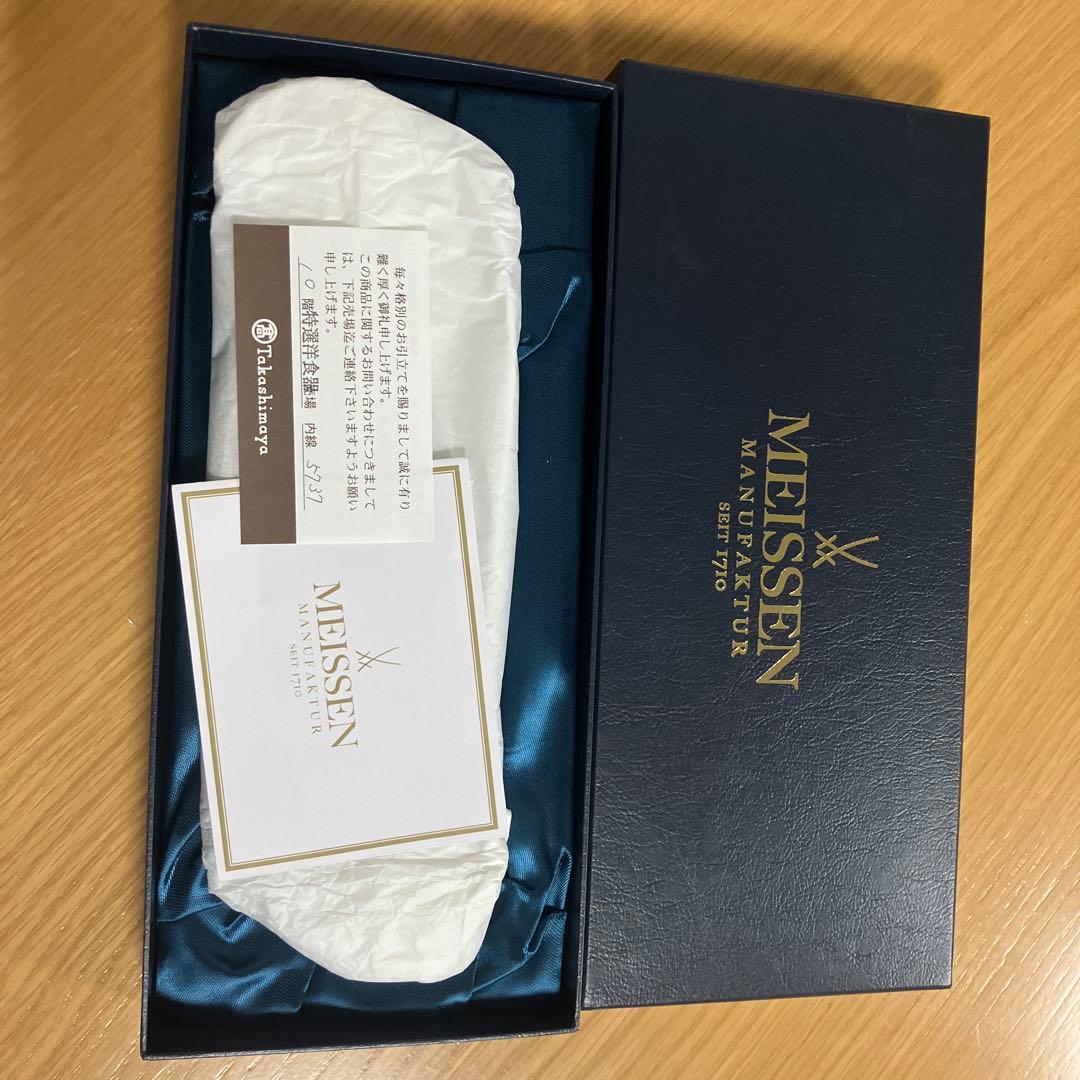 毎々格別のお引立てを賜りまして誠に有り
難く厚く御礼申し上げます。
この商品に関するお問い合わせにつきまして
は、下記売場迄ご連絡下さいますようお願い
申し上げます。
10階 特選洋食器売場 内線 5737
高 Takashimaya
MEISSEN
MANUFAKTUR
SEIT 1710
MEISSEN
MANUFAKTUR
SEIT 1710